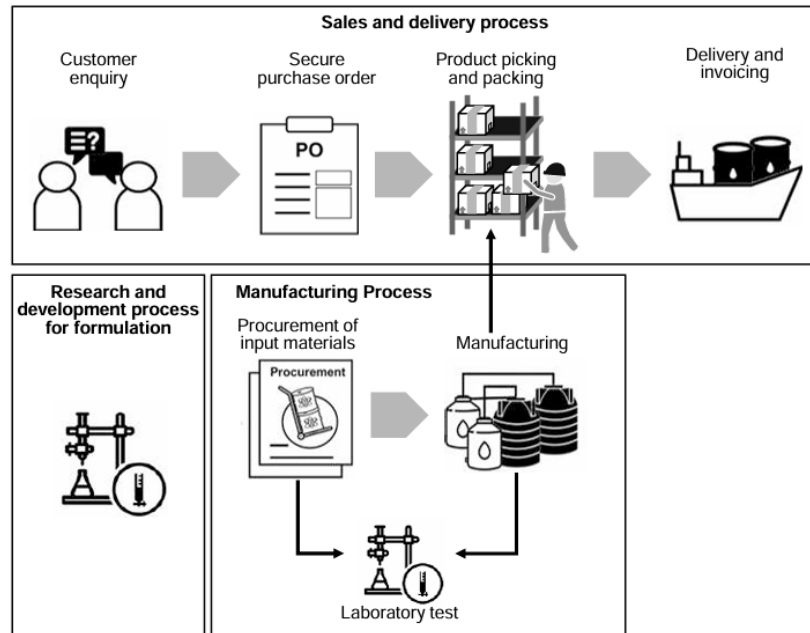 Sales and delivery process
Customer
enquiry
Secure
purchase order
Product picking
and packing
Delivery and
invoicing
?
PO
Research and
development process
for formulation
Manufacturing Process
Procurement of
input materials
Manufacturing
Procurement
Laboratory test